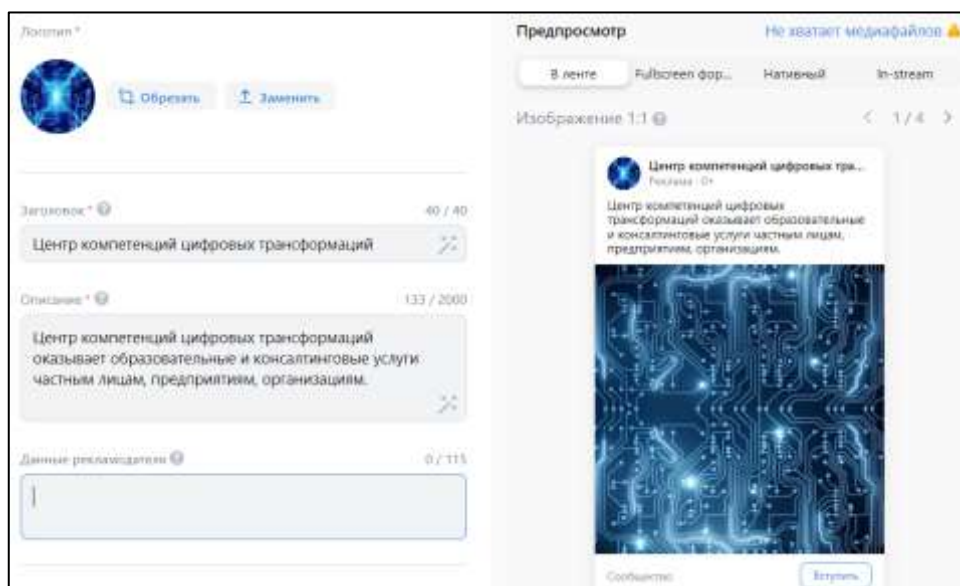 Логотип *
Обрезать
Заменить
Заголовок *
40 / 40
Центр компетенций цифровых трансформаций
Описание *
133 / 2000
Центр компетенций цифровых трансформаций
оказывает образовательные и консалтинговые услуги
частным лицам, предприятиям, организациям.
Данные рекламодателя
0 / 115
Предпросмотр
Не хватает медиафайлов
В ленте
Fullscreen фор...
Нативный
In-stream
Изображение 1:1
1 / 4
Центр компетенций цифровых тра...
Реклама · 0+
Центр компетенций цифровых
трансформаций оказывает образовательные
и консалтинговые услуги частным лицам,
предприятиям, организациям.
Сообщество
Вступить